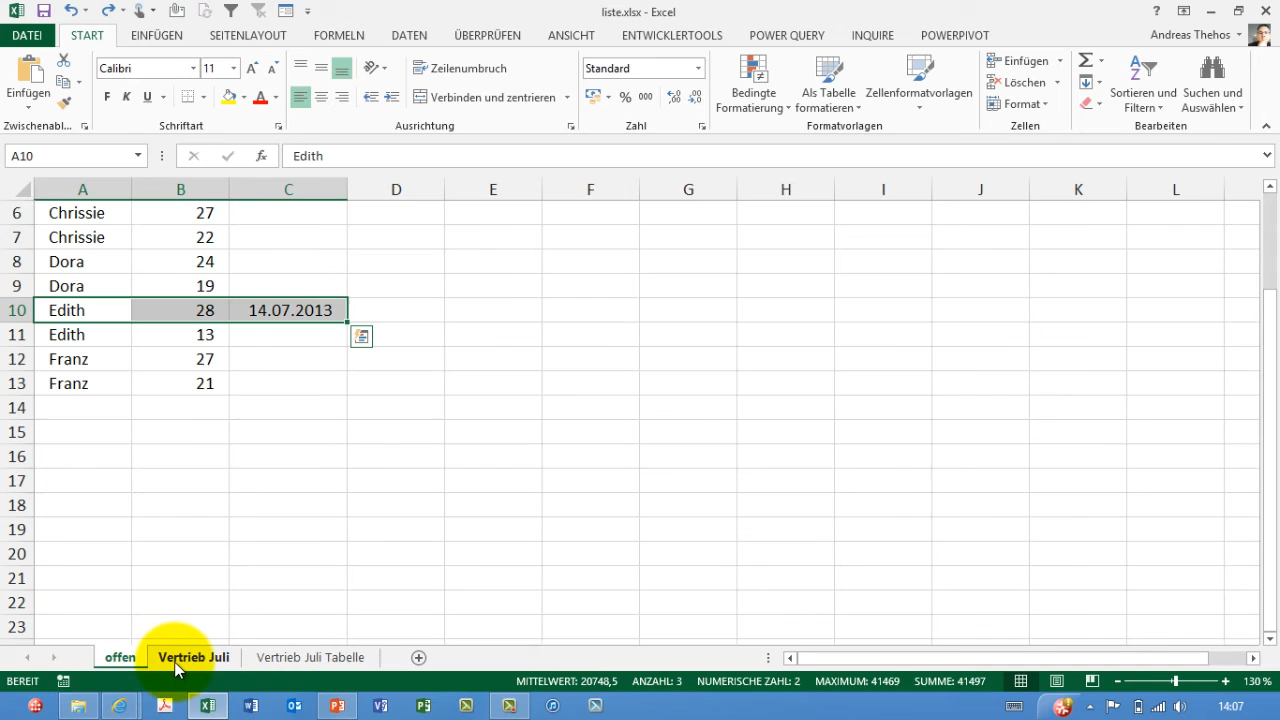 liste.xlsx - Excel
DATEI START EINFÜGEN SEITENLAYOUT FORMELN DATEN ÜBERPRÜFEN ANSICHT ENTWICKLERTOOLS POWER QUERY INQUIRE POWERPIVOT Andreas Thehos
Einfügen
Zwischenabl...
Calibri 11
F K U
Schriftart
Zeilenumbruch
Verbinden und zentrieren
Ausrichtung
Standard
% 000
Zahl
Bedingte Formatierung
Als Tabelle formatieren
Zellenformatvorlagen
Formatvorlagen
Einfügen
Löschen
Format
Zellen
Sortieren und Filtern
Suchen und Auswählen
Bearbeiten
A10 fx Edith
A B C D E F G H I J K L
6 Chrissie 27
7 Chrissie 22
8 Dora 24
9 Dora 19
10 Edith 28 14.07.2013
11 Edith 13
12 Franz 27
13 Franz 21
14
15
16
17
18
19
20
21
22
23
offen Vertrieb Juli Vertrieb Juli Tabelle
BEREIT MITTELWERT: 20748,5 ANZAHL: 3 NUMERISCHE ZAHL: 2 MAXIMUM: 41469 SUMME: 41497 130 %
14:07